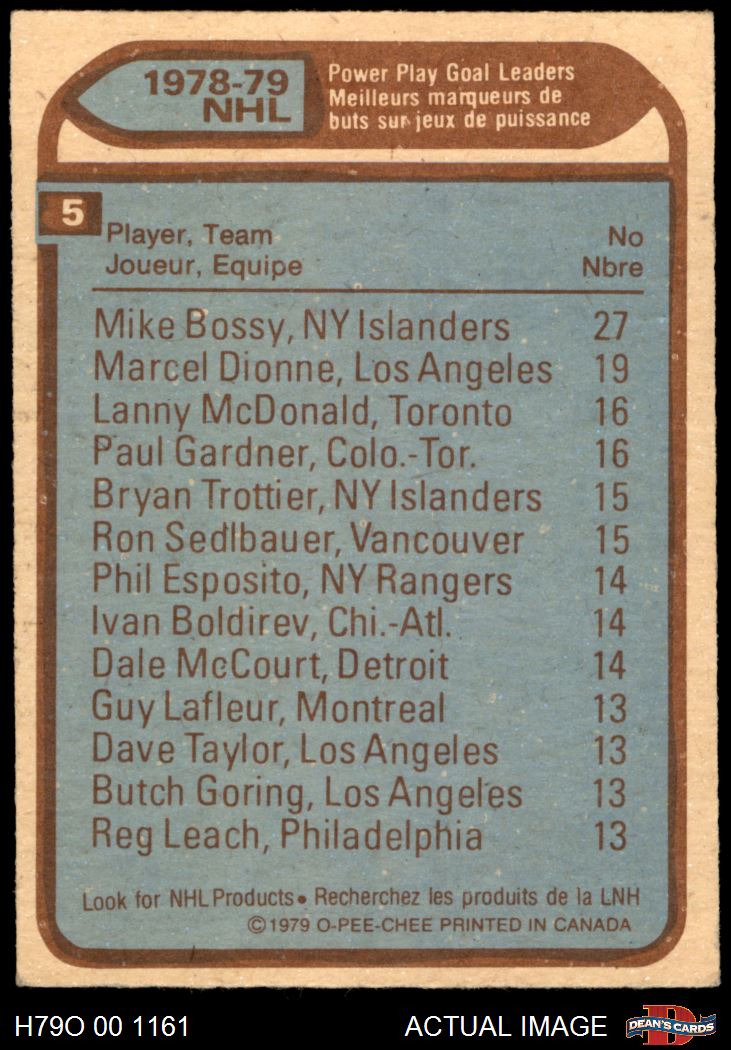 1978-79
NHL
Power Play Goal Leaders
Meilleurs marqueurs de
buts sur jeux de puissance
5
Player, Team No
Joueur, Equipe Nbre
Mike Bossy, NY Islanders 27
Marcel Dionne, Los Angeles 19
Lanny McDonald, Toronto 16
Paul Gardner, Colo.-Tor. 16
Bryan Trottier, NY Islanders 15
Ron Sedlbauer, Vancouver 15
Phil Esposito, NY Rangers 14
Ivan Boldirev, Chi.-Atl. 14
Dale McCourt, Detroit 14
Guy Lafleur, Montreal 13
Dave Taylor, Los Angeles 13
Butch Goring, Los Angeles 13
Reg Leach, Philadelphia 13
Look for NHL Products• Recherchez les produits de la LNH
©1979 O-PEE-CHEE PRINTED IN CANADA
H79O 00 1161 ACTUAL IMAGE D DEAN'S CARDS